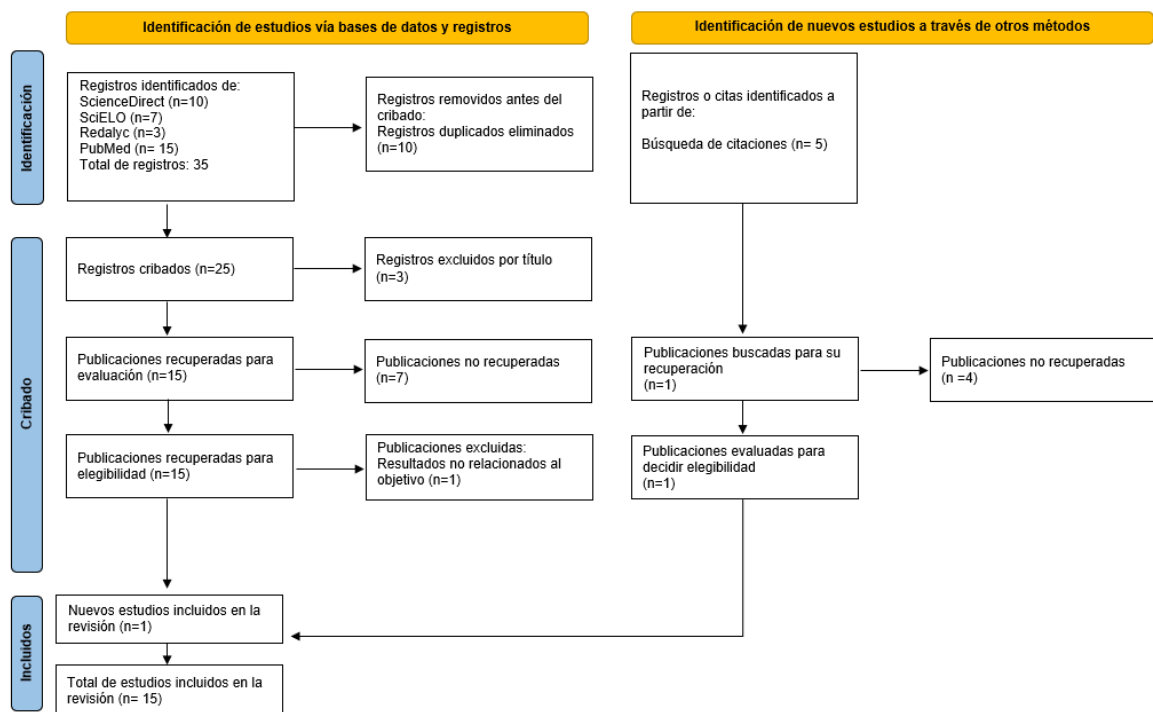 Identificación de estudios vía bases de datos y registros
Identificación de nuevos estudios a través de otros métodos
Identificación
Registros identificados de:
ScienceDirect (n=10)
SciELO (n=7)
Redalyc (n=3)
PubMed (n= 15)
Total de registros: 35
Registros removidos antes del
cribado:
Registros duplicados eliminados
(n=10)
Registros o citas identificados a
partir de:
Búsqueda de citaciones (n= 5)
Cribado
Registros cribados (n=25)
Registros excluidos por título
(n=3)
Publicaciones recuperadas para
evaluación (n=15)
Publicaciones no recuperadas
(n=7)
Publicaciones buscadas para su
recuperación
(n=1)
Publicaciones no recuperadas
(n =4)
Publicaciones recuperadas para
elegibilidad (n=15)
Publicaciones excluidas:
Resultados no relacionados al
objetivo (n=1)
Publicaciones evaluadas para
decidir elegibilidad
(n=1)
Incluidos
Nuevos estudios incluidos en la
revisión (n=1)
Total de estudios incluidos en la
revisión (n= 15)